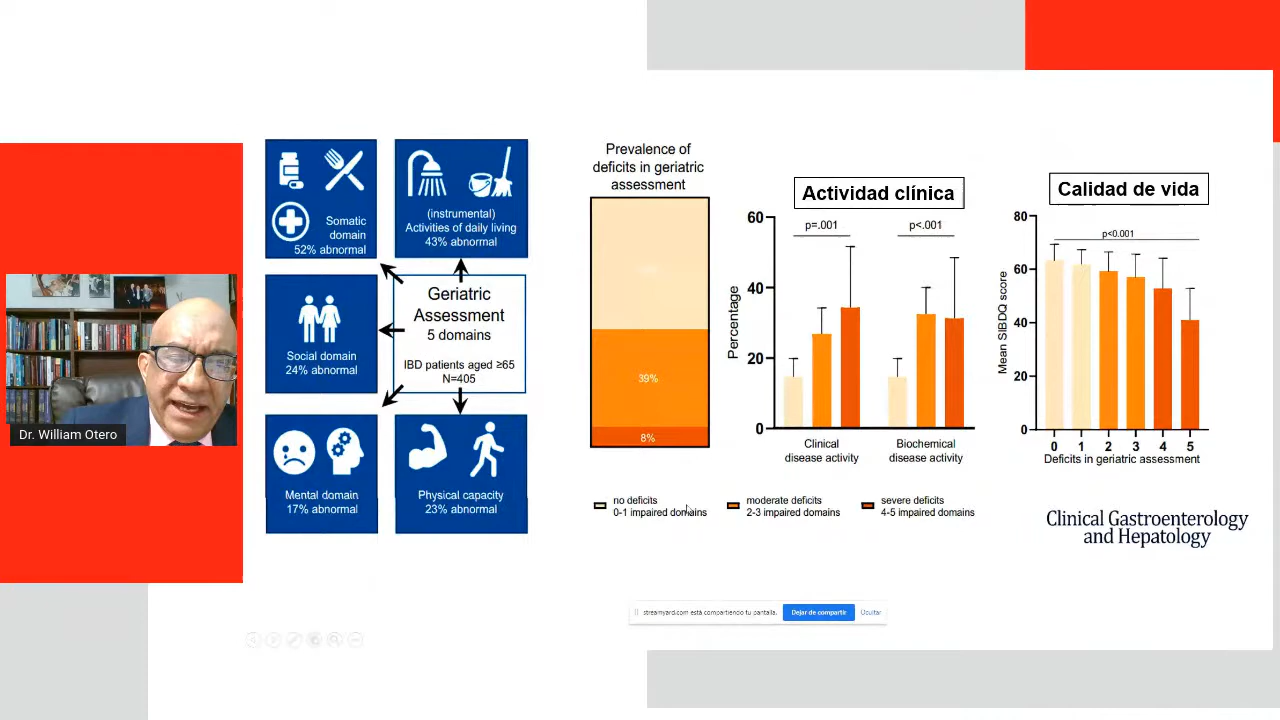 Somatic
domain
52% abnormal
(instrumental)
Activities of daily living
43% abnormal
Social domain
24% abnormal
Geriatric
Assessment
5 domains
IBD patients aged ≥65
N=405
Mental domain
17% abnormal
Physical capacity
23% abnormal
Dr. William Otero
Prevalence of
deficits in geriatric
assessment
39%
8%
Actividad clínica
Percentage
60
40
20
0
p=.001
p<.001
Clinical
disease activity
Biochemical
disease activity
Calidad de vida
Mean SIBDQ score
80
60
40
20
0
p<0.001
0 1 2 3 4 5
Deficits in geriatric assessment
no deficits
0-1 impaired domains
moderate deficits
2-3 impaired domains
severe deficits
4-5 impaired domains
Clinical Gastroenterology
and Hepatology
streamyard.com está compartiendo tu pantalla.
Dejar de compartir
Ocultar